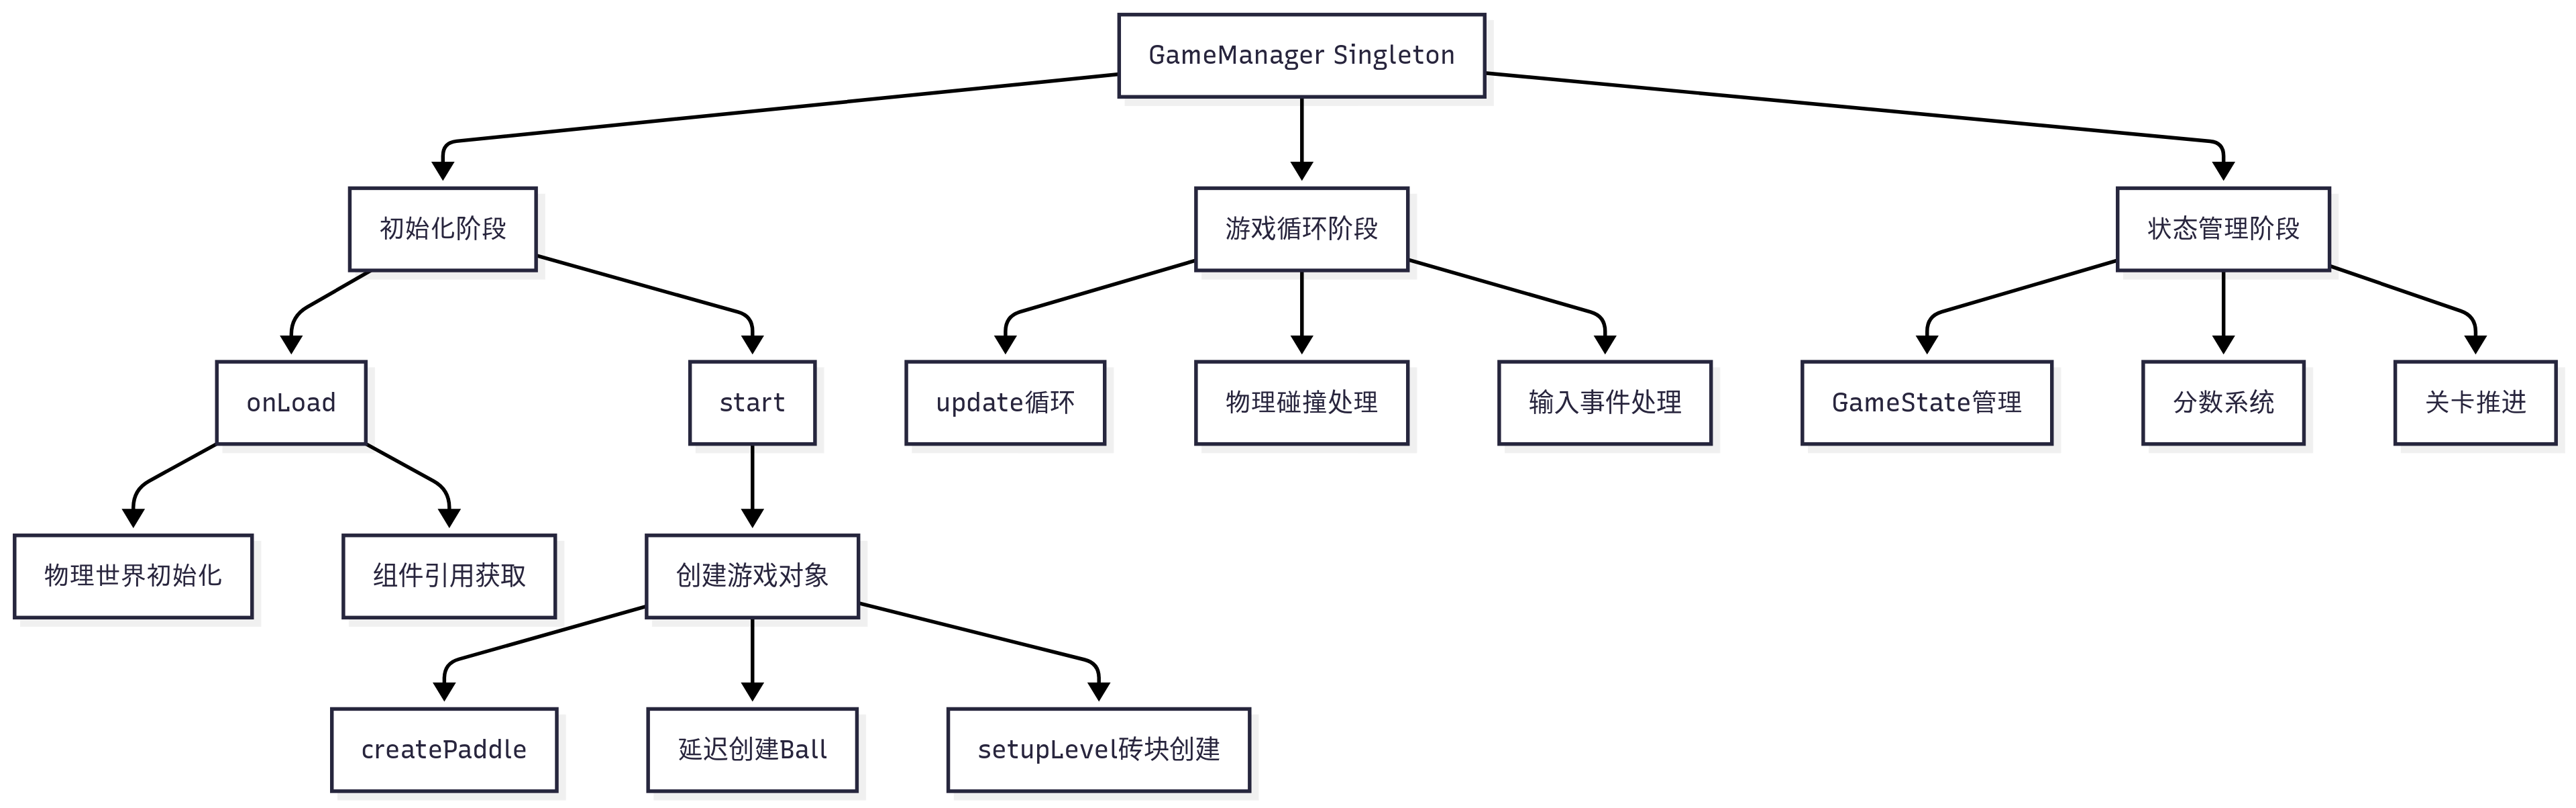 GameManager Singleton
初始化阶段
游戏循环阶段
状态管理阶段
onLoad
start
update循环
物理碰撞处理
输入事件处理
GameState管理
分数系统
关卡推进
物理世界初始化
组件引用获取
创建游戏对象
createPaddle
延迟创建Ball
setupLevel砖块创建